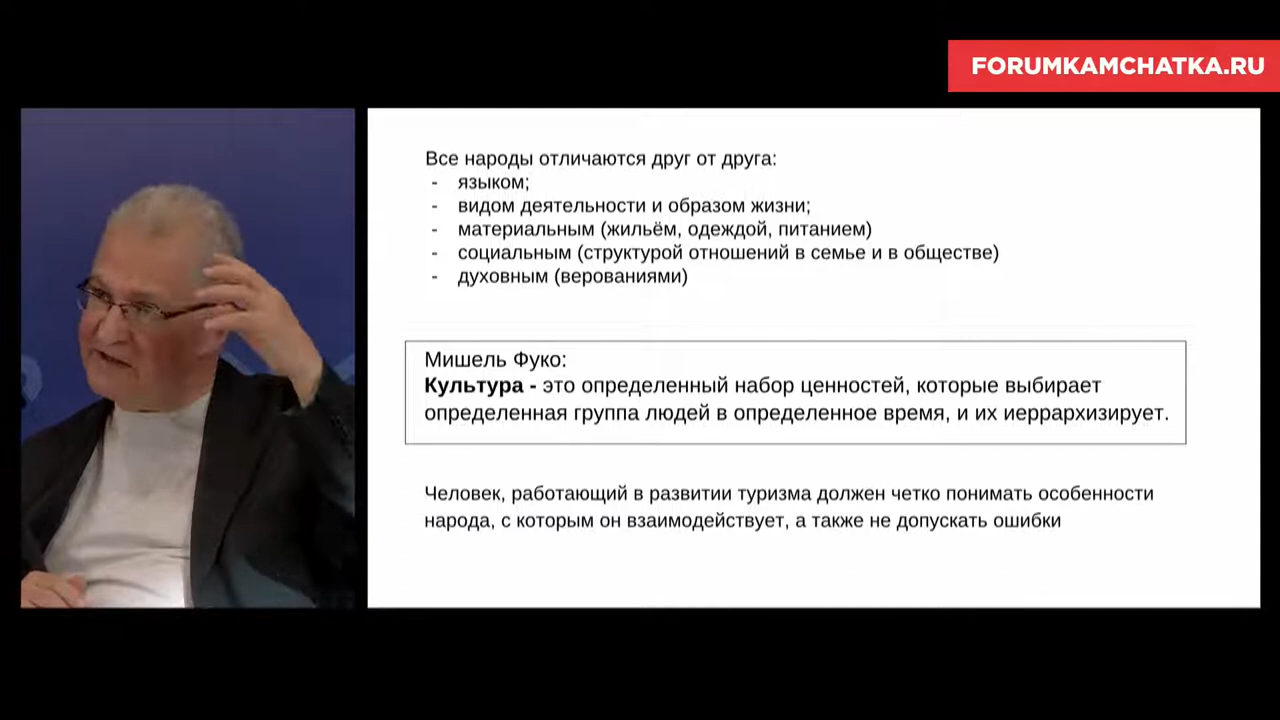 FORUMKAMCHATKA.RU
Все народы отличаются друг от друга:
- языком;
- видом деятельности и образом жизни;
- материальным (жильём, одеждой, питанием)
- социальным (структурой отношений в семье и в обществе)
- духовным (верованиями)
Мишель Фуко:
Культура - это определенный набор ценностей, которые выбирает
определенная группа людей в определенное время, и их иеррархизирует.
Человек, работающий в развитии туризма должен четко понимать особенности
народа, с которым он взаимодействует, а также не допускать ошибки